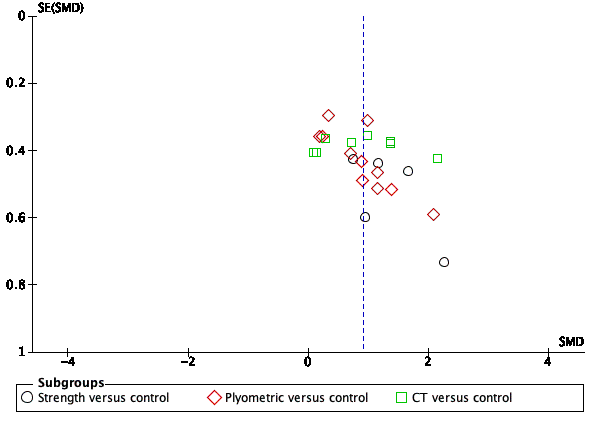 SE(SMD)
0
0.2
0.4
0.6
0.8
1
SMD
-4
-2
0
2
4
Subgroups
Strength versus control
Plyometric versus control
CT versus control